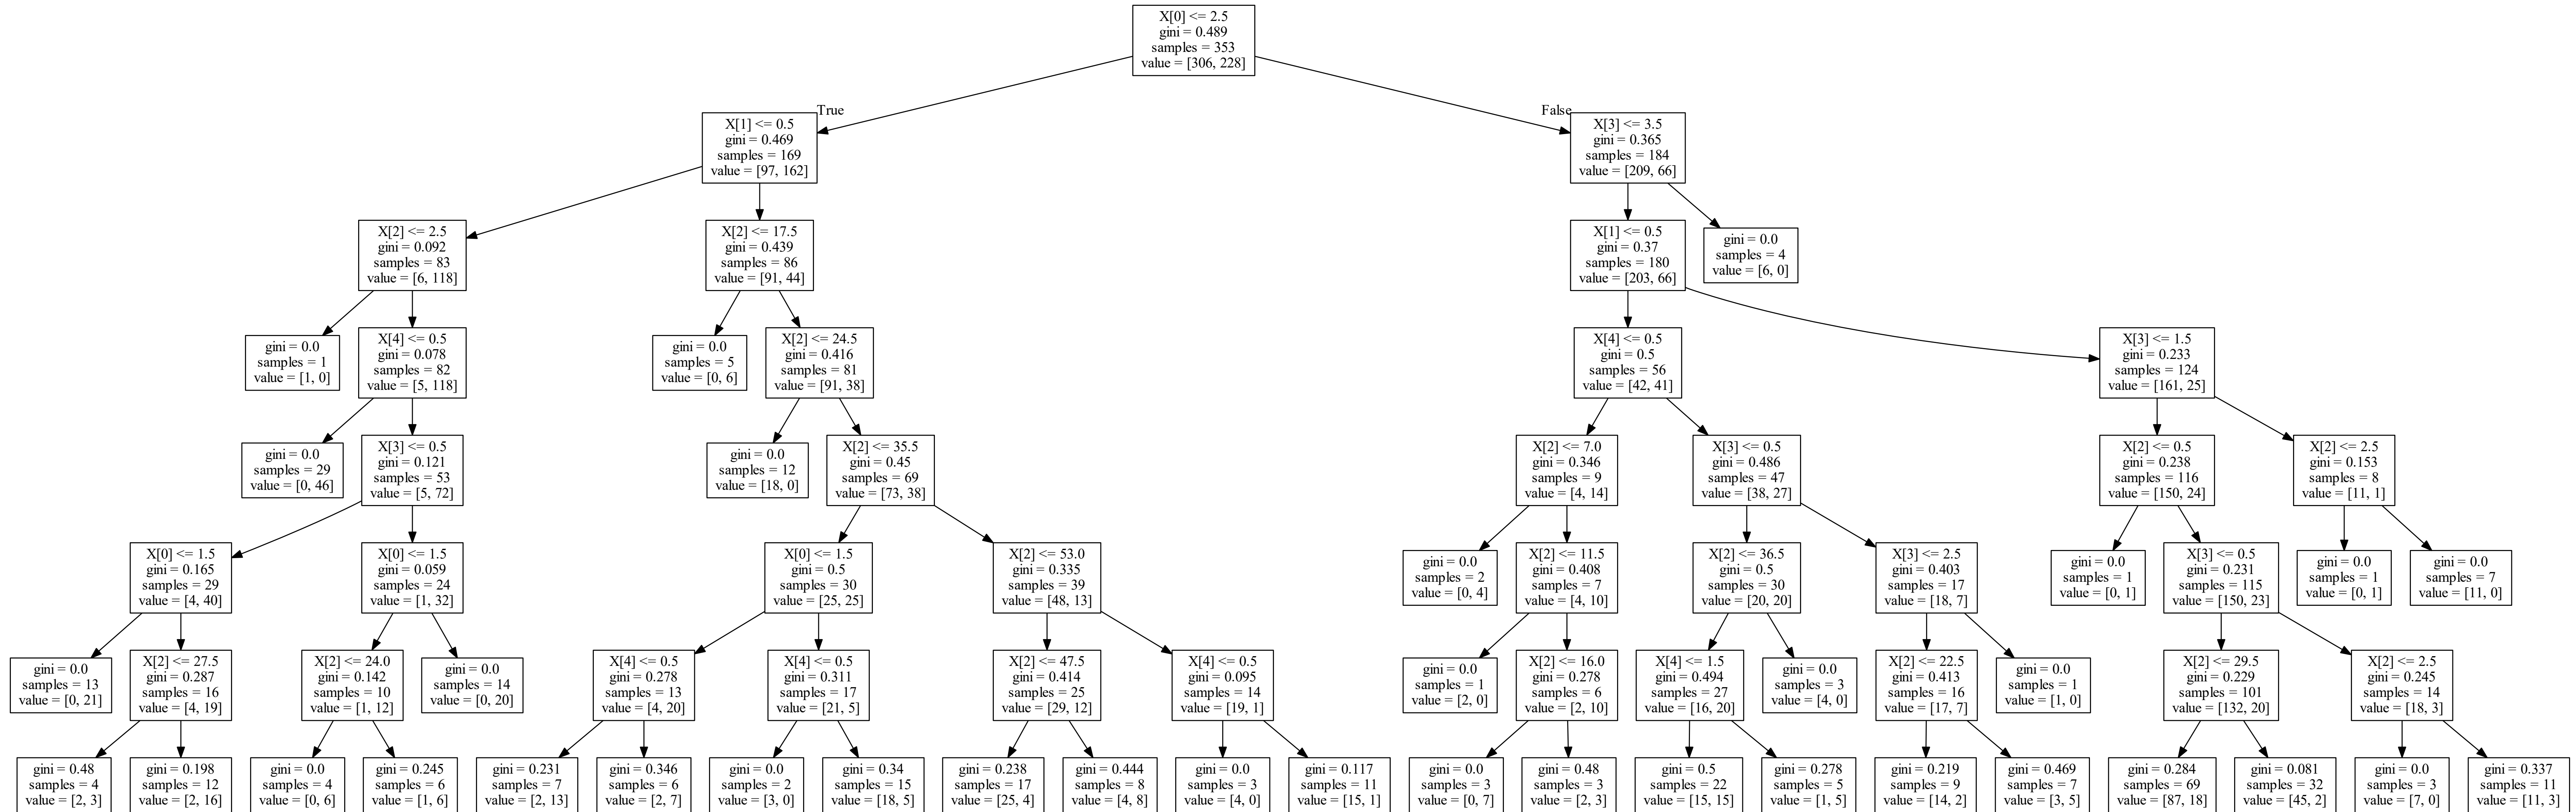 X[0] <= 2.5
gini = 0.489
samples = 353
value = [306, 228]
True
False
X[1] <= 0.5
gini = 0.469
samples = 169
value = [97, 162]
X[3] <= 3.5
gini = 0.365
samples = 184
value = [209, 66]
X[2] <= 2.5
gini = 0.092
samples = 83
value = [6, 118]
X[2] <= 17.5
gini = 0.439
samples = 86
value = [91, 44]
X[1] <= 0.5
gini = 0.37
samples = 180
value = [203, 66]
gini = 0.0
samples = 4
value = [6, 0]
gini = 0.0
samples = 1
value = [1, 0]
X[4] <= 0.5
gini = 0.078
samples = 82
value = [5, 118]
gini = 0.0
samples = 5
value = [0, 6]
X[2] <= 24.5
gini = 0.416
samples = 81
value = [91, 38]
X[4] <= 0.5
gini = 0.5
samples = 56
value = [42, 41]
X[3] <= 1.5
gini = 0.233
samples = 124
value = [161, 25]
gini = 0.0
samples = 29
value = [0, 46]
X[3] <= 0.5
gini = 0.121
samples = 53
value = [5, 72]
gini = 0.0
samples = 12
value = [18, 0]
X[2] <= 35.5
gini = 0.45
samples = 69
value = [73, 38]
X[2] <= 7.0
gini = 0.346
samples = 9
value = [4, 14]
X[3] <= 0.5
gini = 0.486
samples = 47
value = [38, 27]
X[2] <= 0.5
gini = 0.238
samples = 116
value = [150, 24]
X[2] <= 2.5
gini = 0.153
samples = 8
value = [11, 1]
X[0] <= 1.5
gini = 0.165
samples = 29
value = [4, 40]
X[0] <= 1.5
gini = 0.059
samples = 24
value = [1, 32]
X[0] <= 1.5
gini = 0.5
samples = 30
value = [25, 25]
X[2] <= 53.0
gini = 0.335
samples = 39
value = [48, 13]
gini = 0.0
samples = 2
value = [0, 4]
X[2] <= 11.5
gini = 0.408
samples = 7
value = [4, 10]
X[2] <= 36.5
gini = 0.5
samples = 30
value = [20, 20]
X[3] <= 2.5
gini = 0.403
samples = 17
value = [18, 7]
gini = 0.0
samples = 1
value = [0, 1]
X[3] <= 0.5
gini = 0.231
samples = 115
value = [150, 23]
gini = 0.0
samples = 1
value = [0, 1]
gini = 0.0
samples = 7
value = [11, 0]
gini = 0.0
samples = 13
value = [0, 21]
X[2] <= 27.5
gini = 0.287
samples = 16
value = [4, 19]
X[2] <= 24.0
gini = 0.142
samples = 10
value = [1, 12]
gini = 0.0
samples = 14
value = [0, 20]
X[4] <= 0.5
gini = 0.278
samples = 13
value = [4, 20]
X[4] <= 0.5
gini = 0.311
samples = 17
value = [21, 5]
X[2] <= 47.5
gini = 0.414
samples = 25
value = [29, 12]
X[4] <= 0.5
gini = 0.095
samples = 14
value = [19, 1]
gini = 0.0
samples = 1
value = [2, 0]
X[2] <= 16.0
gini = 0.278
samples = 6
value = [2, 10]
X[4] <= 1.5
gini = 0.494
samples = 27
value = [16, 20]
gini = 0.0
samples = 3
value = [4, 0]
X[2] <= 22.5
gini = 0.413
samples = 16
value = [17, 7]
gini = 0.0
samples = 1
value = [1, 0]
X[2] <= 29.5
gini = 0.229
samples = 101
value = [132, 20]
X[2] <= 2.5
gini = 0.245
samples = 14
value = [18, 3]
gini = 0.48
samples = 4
value = [2, 3]
gini = 0.198
samples = 12
value = [2, 16]
gini = 0.0
samples = 4
value = [0, 6]
gini = 0.245
samples = 6
value = [1, 6]
gini = 0.231
samples = 7
value = [2, 13]
gini = 0.346
samples = 6
value = [2, 7]
gini = 0.0
samples = 2
value = [3, 0]
gini = 0.34
samples = 15
value = [18, 5]
gini = 0.238
samples = 17
value = [25, 4]
gini = 0.444
samples = 8
value = [4, 8]
gini = 0.0
samples = 3
value = [4, 0]
gini = 0.117
samples = 11
value = [15, 1]
gini = 0.0
samples = 3
value = [0, 7]
gini = 0.48
samples = 3
value = [2, 3]
gini = 0.5
samples = 22
value = [15, 15]
gini = 0.278
samples = 5
value = [1, 5]
gini = 0.219
samples = 9
value = [14, 2]
gini = 0.469
samples = 7
value = [3, 5]
gini = 0.284
samples = 69
value = [87, 18]
gini = 0.081
samples = 32
value = [45, 2]
gini = 0.0
samples = 3
value = [7, 0]
gini = 0.337
samples = 11
value = [11, 3]